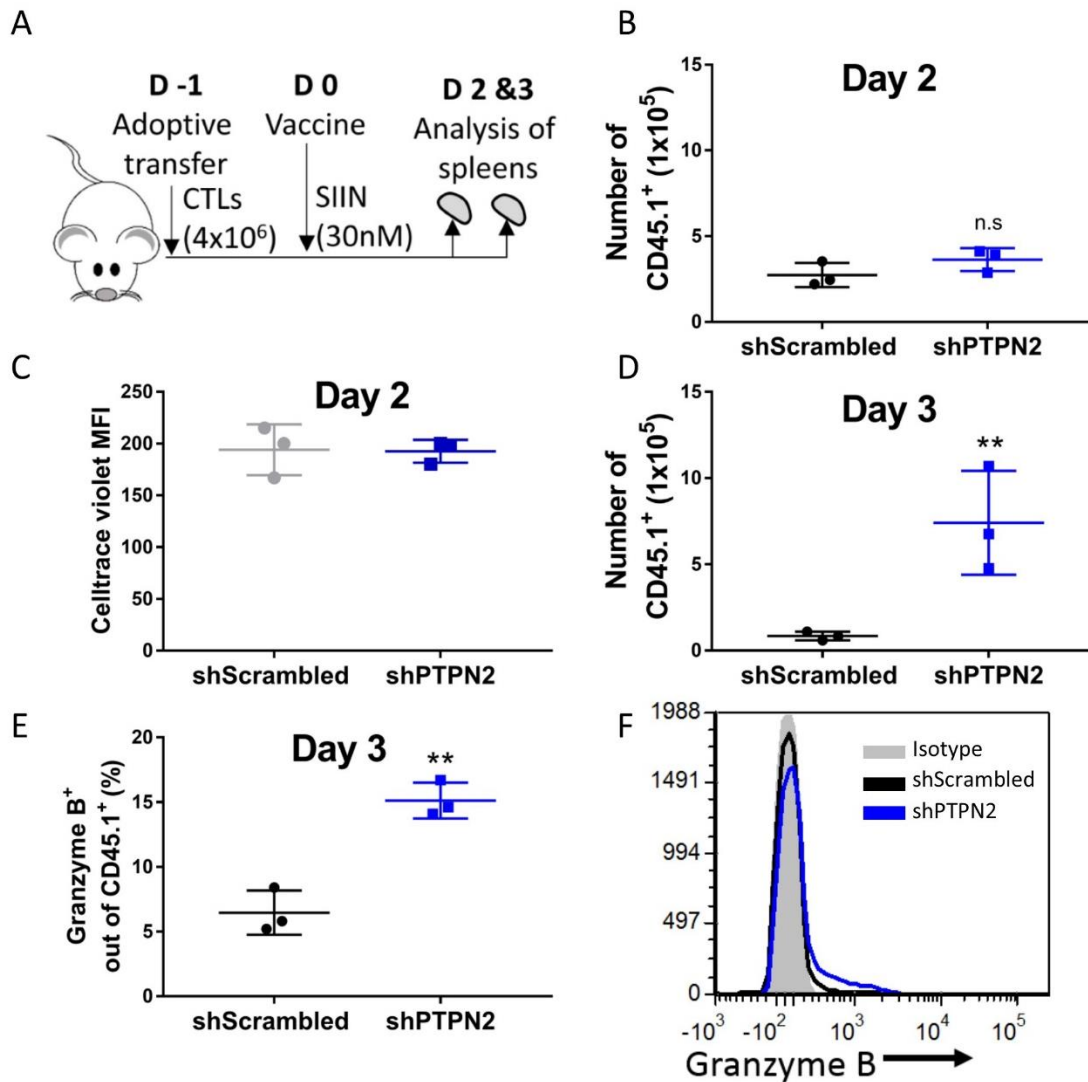 A
D -1
Adoptive
transfer
CTLs
(4x10⁶)
D 0
Vaccine
SIIN
(30nM)
D 2 &3
Analysis of
spleens
B
Day 2
Number of
CD45.1⁺ (1x10⁵)
15
10
5
0
n.s
shScrambled
shPTPN2
C
Day 2
Celltrace violet MFI
250
200
150
100
50
0
shScrambled
shPTPN2
D
Day 3
Number of
CD45.1⁺ (1x10⁵)
15
10
5
0
**
shScrambled
shPTPN2
E
Day 3
Granzyme B⁺
out of CD45.1⁺ (%)
20
15
10
5
0
**
shScrambled
shPTPN2
F
1988
1491
994
497
0
Isotype
shScrambled
shPTPN2
-10³ -10² 10³ 10⁴ 10⁵
Granzyme B